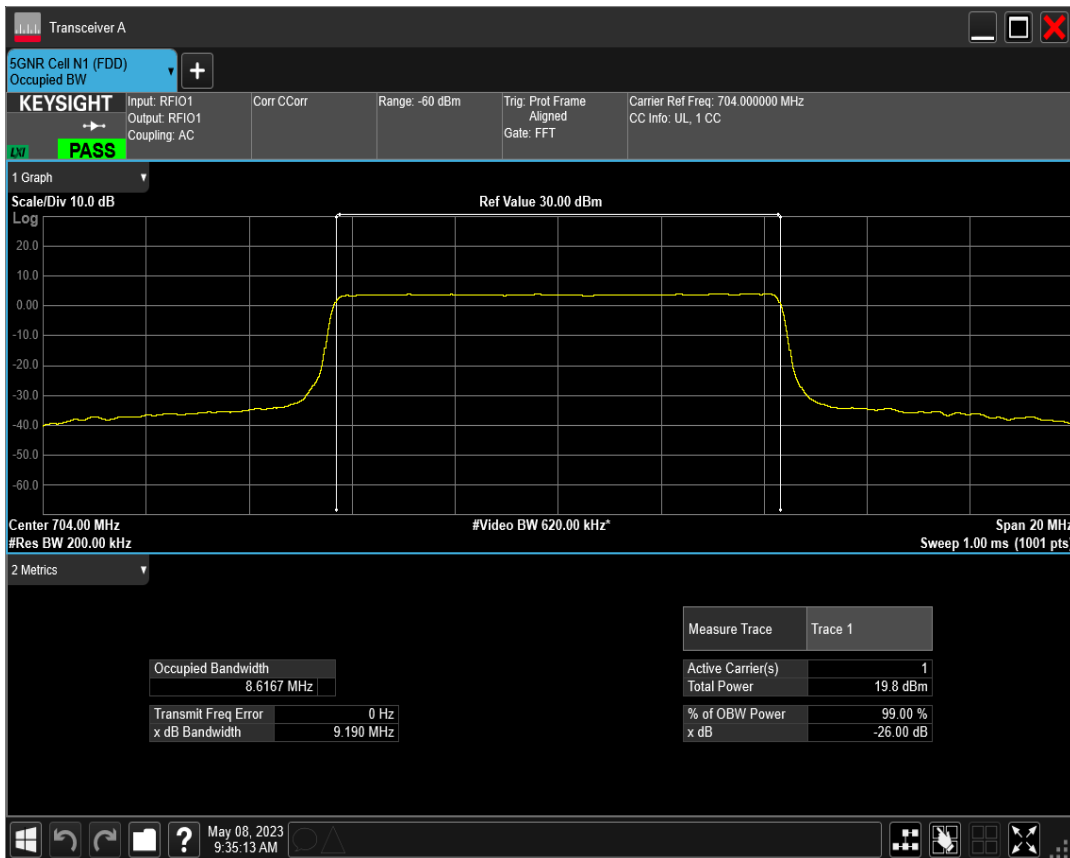 Transceiver A
5GNR Cell N1 (FDD)
Occupied BW
+
KEYSIGHT
LXI
PASS
Input: RFIO1
Output: RFIO1
Coupling: AC
Corr CCorr
Range: -60 dBm
Trig: Prot Frame
Aligned
Gate: FFT
Carrier Ref Freq: 704.000000 MHz
CC Info: UL, 1 CC
1 Graph
Scale/Div 10.0 dB
Ref Value 30.00 dBm
Log
20.0
10.0
0.00
-10.0
-20.0
-30.0
-40.0
-50.0
-60.0
Center 704.00 MHz
#Video BW 620.00 kHz*
Span 20 MHz
#Res BW 200.00 kHz
Sweep 1.00 ms (1001 pts)
2 Metrics
Measure Trace Trace 1
Occupied Bandwidth
8.6167 MHz
Active Carrier(s) 1
Total Power 19.8 dBm
Transmit Freq Error 0 Hz
x dB Bandwidth 9.190 MHz
% of OBW Power 99.00 %
x dB -26.00 dB
?
May 08, 2023
9:35:13 AM